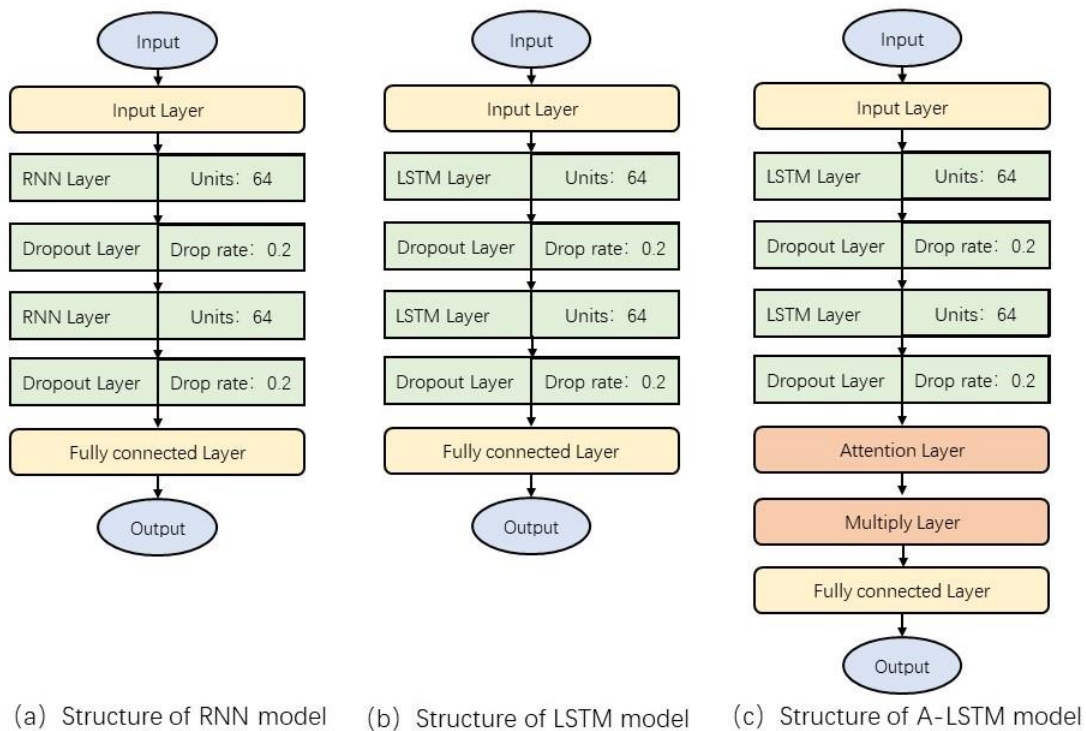 Input
Input Layer
RNN Layer
Units: 64
Dropout Layer
Drop rate: 0.2
RNN Layer
Units: 64
Dropout Layer
Drop rate: 0.2
Fully connected Layer
Output
(a) Structure of RNN model
Input
Input Layer
LSTM Layer
Units: 64
Dropout Layer
Drop rate: 0.2
LSTM Layer
Units: 64
Dropout Layer
Drop rate: 0.2
Fully connected Layer
Output
(b) Structure of LSTM model
Input
Input Layer
LSTM Layer
Units: 64
Dropout Layer
Drop rate: 0.2
LSTM Layer
Units: 64
Dropout Layer
Drop rate: 0.2
Attention Layer
Multiply Layer
Fully connected Layer
Output
(c) Structure of A-LSTM model